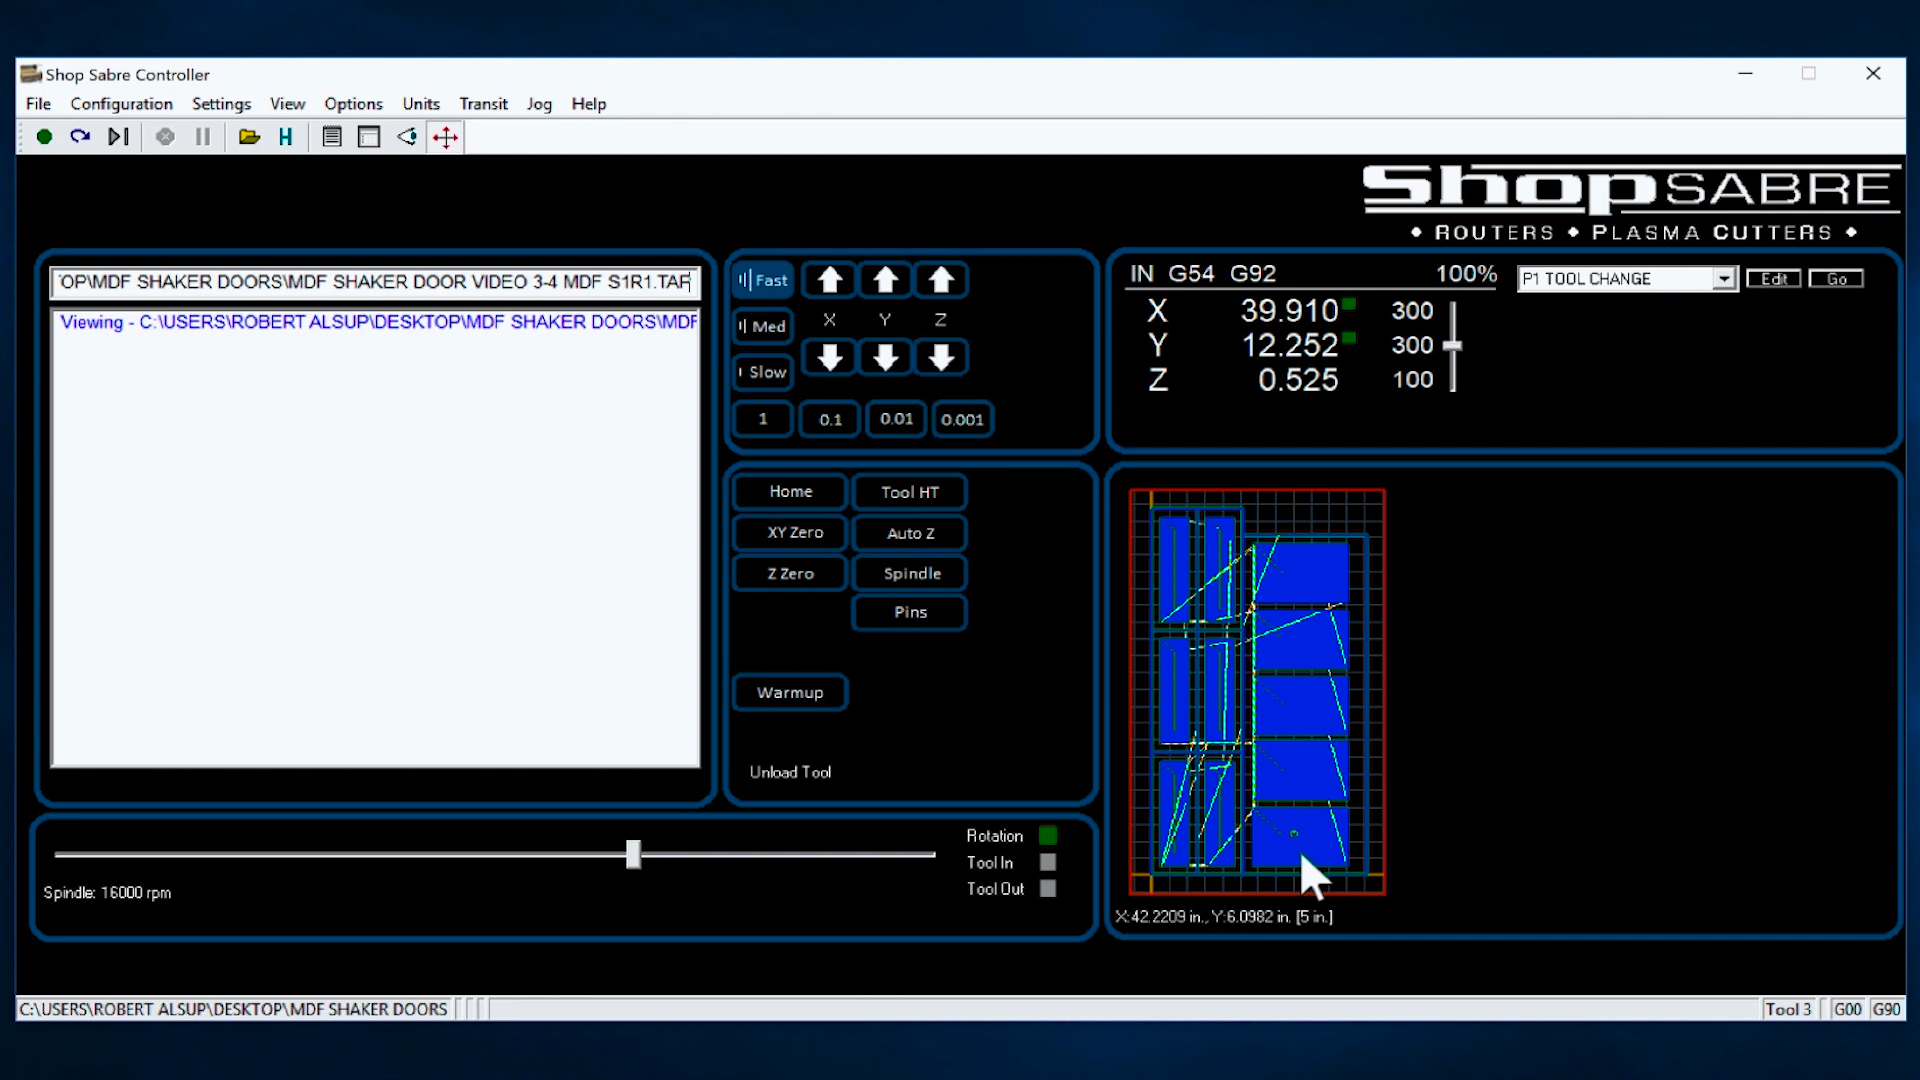 Shop Sabre Controller
File Configuration Settings View Options Units Transit Jog Help
H
Shop SABRE
• ROUTERS • PLASMA CUTTERS •
'OP\MDF SHAKER DOORS\MDF SHAKER DOOR VIDEO 3-4 MDF S1R1.TAP
Viewing - C:\USERS\ROBERT ALSUP\DESKTOP\MDF SHAKER DOORS\MDF
Fast
Med
Slow
X Y Z
1 0.1 0.01 0.001
IN G54 G92 100%
X 39.910 300
Y 12.252 300
Z 0.525 100
P1 TOOL CHANGE Edit Go
Home Tool HT
XY Zero Auto Z
Z Zero Spindle
Pins
Warmup
Unload Tool
X:42.2209 in., Y:6.0982 in. [5 in.]
Rotation
Tool In
Tool Out
Spindle: 16000 rpm
C:\USERS\ROBERT ALSUP\DESKTOP\MDF SHAKER DOORS Tool 3 G00 G90